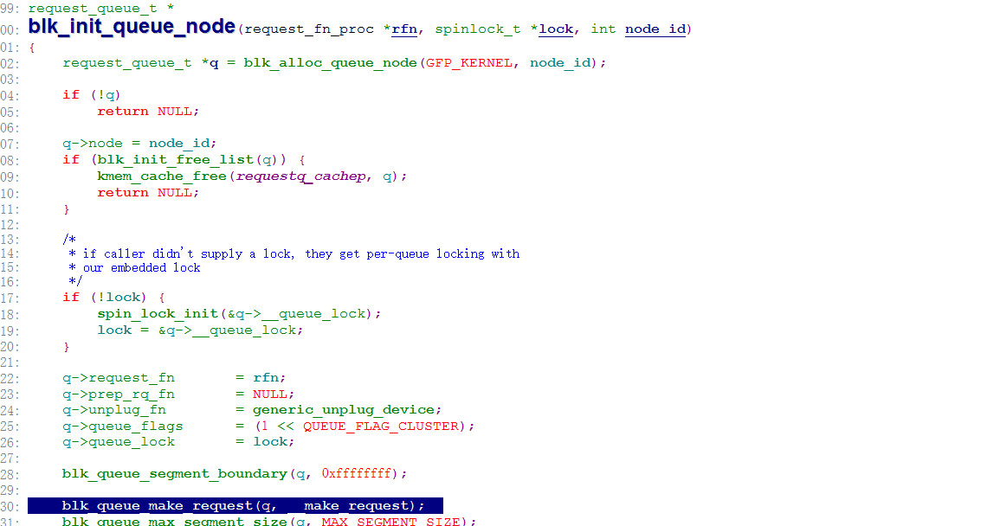 99: request_queue_t *
00: blk_init_queue_node(request_fn_proc *rfn, spinlock_t *lock, int node_id)
01: {
02: request_queue_t *q = blk_alloc_queue_node(GFP_KERNEL, node_id);
03:
04: if (!q)
05: return NULL;
06:
07: q->node = node_id;
08: if (blk_init_free_list(q)) {
09: kmem_cache_free(requestq_cachep, q);
10: return NULL;
11: }
12:
13: /*
14: * if caller didn't supply a lock, they get per-queue locking with
15: * our embedded lock
16: */
17: if (!lock) {
18: spin_lock_init(&q->__queue_lock);
19: lock = &q->__queue_lock;
20: }
21:
22: q->request_fn = rfn;
23: q->prep_rq_fn = NULL;
24: q->unplug_fn = generic_unplug_device;
25: q->queue_flags = (1 << QUEUE_FLAG_CLUSTER);
26: q->queue_lock = lock;
27:
28: blk_queue_segment_boundary(q, 0xffffffff);
29:
30: blk_queue_make_request(q, __make_request);
31: blk_queue_max_segment_size(q, MAX_SEGMENT_SIZE);